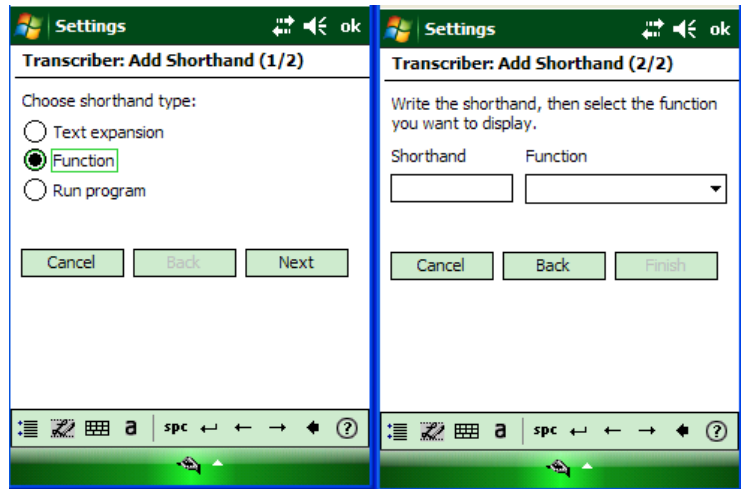 Settings
ok
Transcriber: Add Shorthand (1/2)
Choose shorthand type:
Text expansion
Function
Run program
Cancel
Back
Next
a
spc
?
Settings
ok
Transcriber: Add Shorthand (2/2)
Write the shorthand, then select the function
you want to display.
Shorthand
Function
Cancel
Back
Finish
a
spc
?